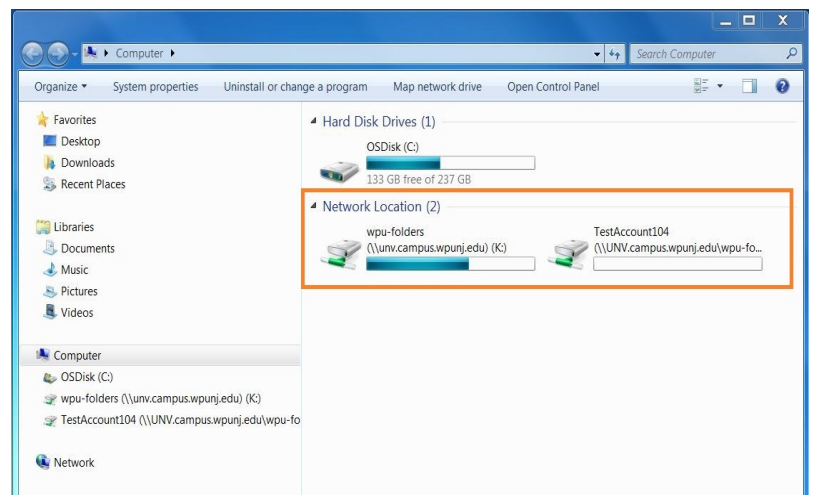 Computer
Search Computer
Organize
System properties
Uninstall or change a program
Map network drive
Open Control Panel
Favorites
Desktop
Downloads
Recent Places
Libraries
Documents
Music
Pictures
Videos
Computer
OSDisk (C:)
wpu-folders (\\unv.campus.wpunj.edu) (K:)
TestAccount104 (\\UNV.campus.wpunj.edu\wpu-fo
Network
Hard Disk Drives (1)
OSDisk (C:)
133 GB free of 237 GB
Network Location (2)
wpu-folders
(\\unv.campus.wpunj.edu) (K:)
TestAccount104
(\\UNV.campus.wpunj.edu\wpu-fo...